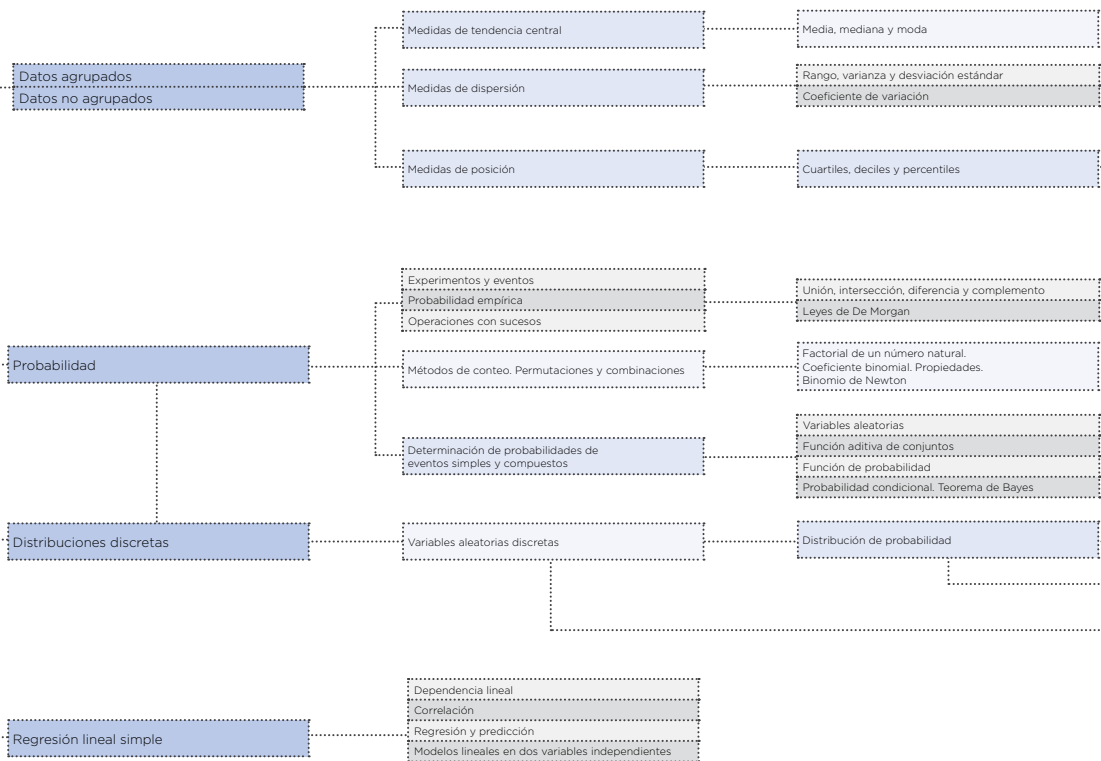 Datos agrupados
Datos no agrupados
Medidas de tendencia central
Media, mediana y moda
Medidas de dispersión
Rango, varianza y desviación estándar
Coeficiente de variación
Medidas de posición
Cuartiles, deciles y percentiles
Probabilidad
Experimentos y eventos
Probabilidad empírica
Operaciones con sucesos
Unión, intersección, diferencia y complemento
Leyes de De Morgan
Métodos de conteo. Permutaciones y combinaciones
Factorial de un número natural.
Coeficiente binomial. Propiedades.
Binomio de Newton
Determinación de probabilidades de
eventos simples y compuestos
Variables aleatorias
Función aditiva de conjuntos
Función de probabilidad
Probabilidad condicional. Teorema de Bayes
Distribuciones discretas
Variables aleatorias discretas
Distribución de probabilidad
Regresión lineal simple
Dependencia lineal
Correlación
Regresión y predicción
Modelos lineales en dos variables independientes